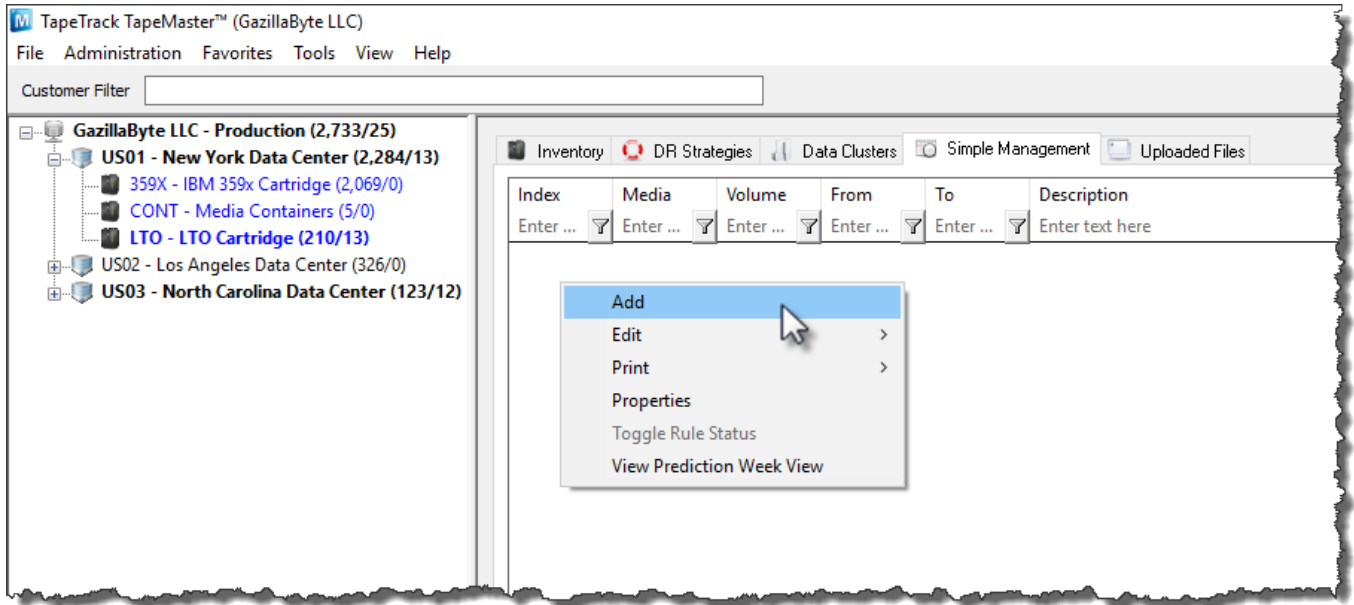 TapeTrack TapeMaster™ (GazillaByte LLC)
File Administration Favorites Tools View Help
Customer Filter
GazillaByte LLC - Production (2,733/25)
US01 - New York Data Center (2,284/13)
359X - IBM 359x Cartridge (2,069/0)
CONT - Media Containers (5/0)
LTO - LTO Cartridge (210/13)
US02 - Los Angeles Data Center (326/0)
US03 - North Carolina Data Center (123/12)
Inventory DR Strategies Data Clusters Simple Management Uploaded Files
Index Media Volume From To Description
Enter ... Enter ... Enter ... Enter ... Enter ... Enter text here
Add
Edit
Print
Properties
Toggle Rule Status
View Prediction Week View